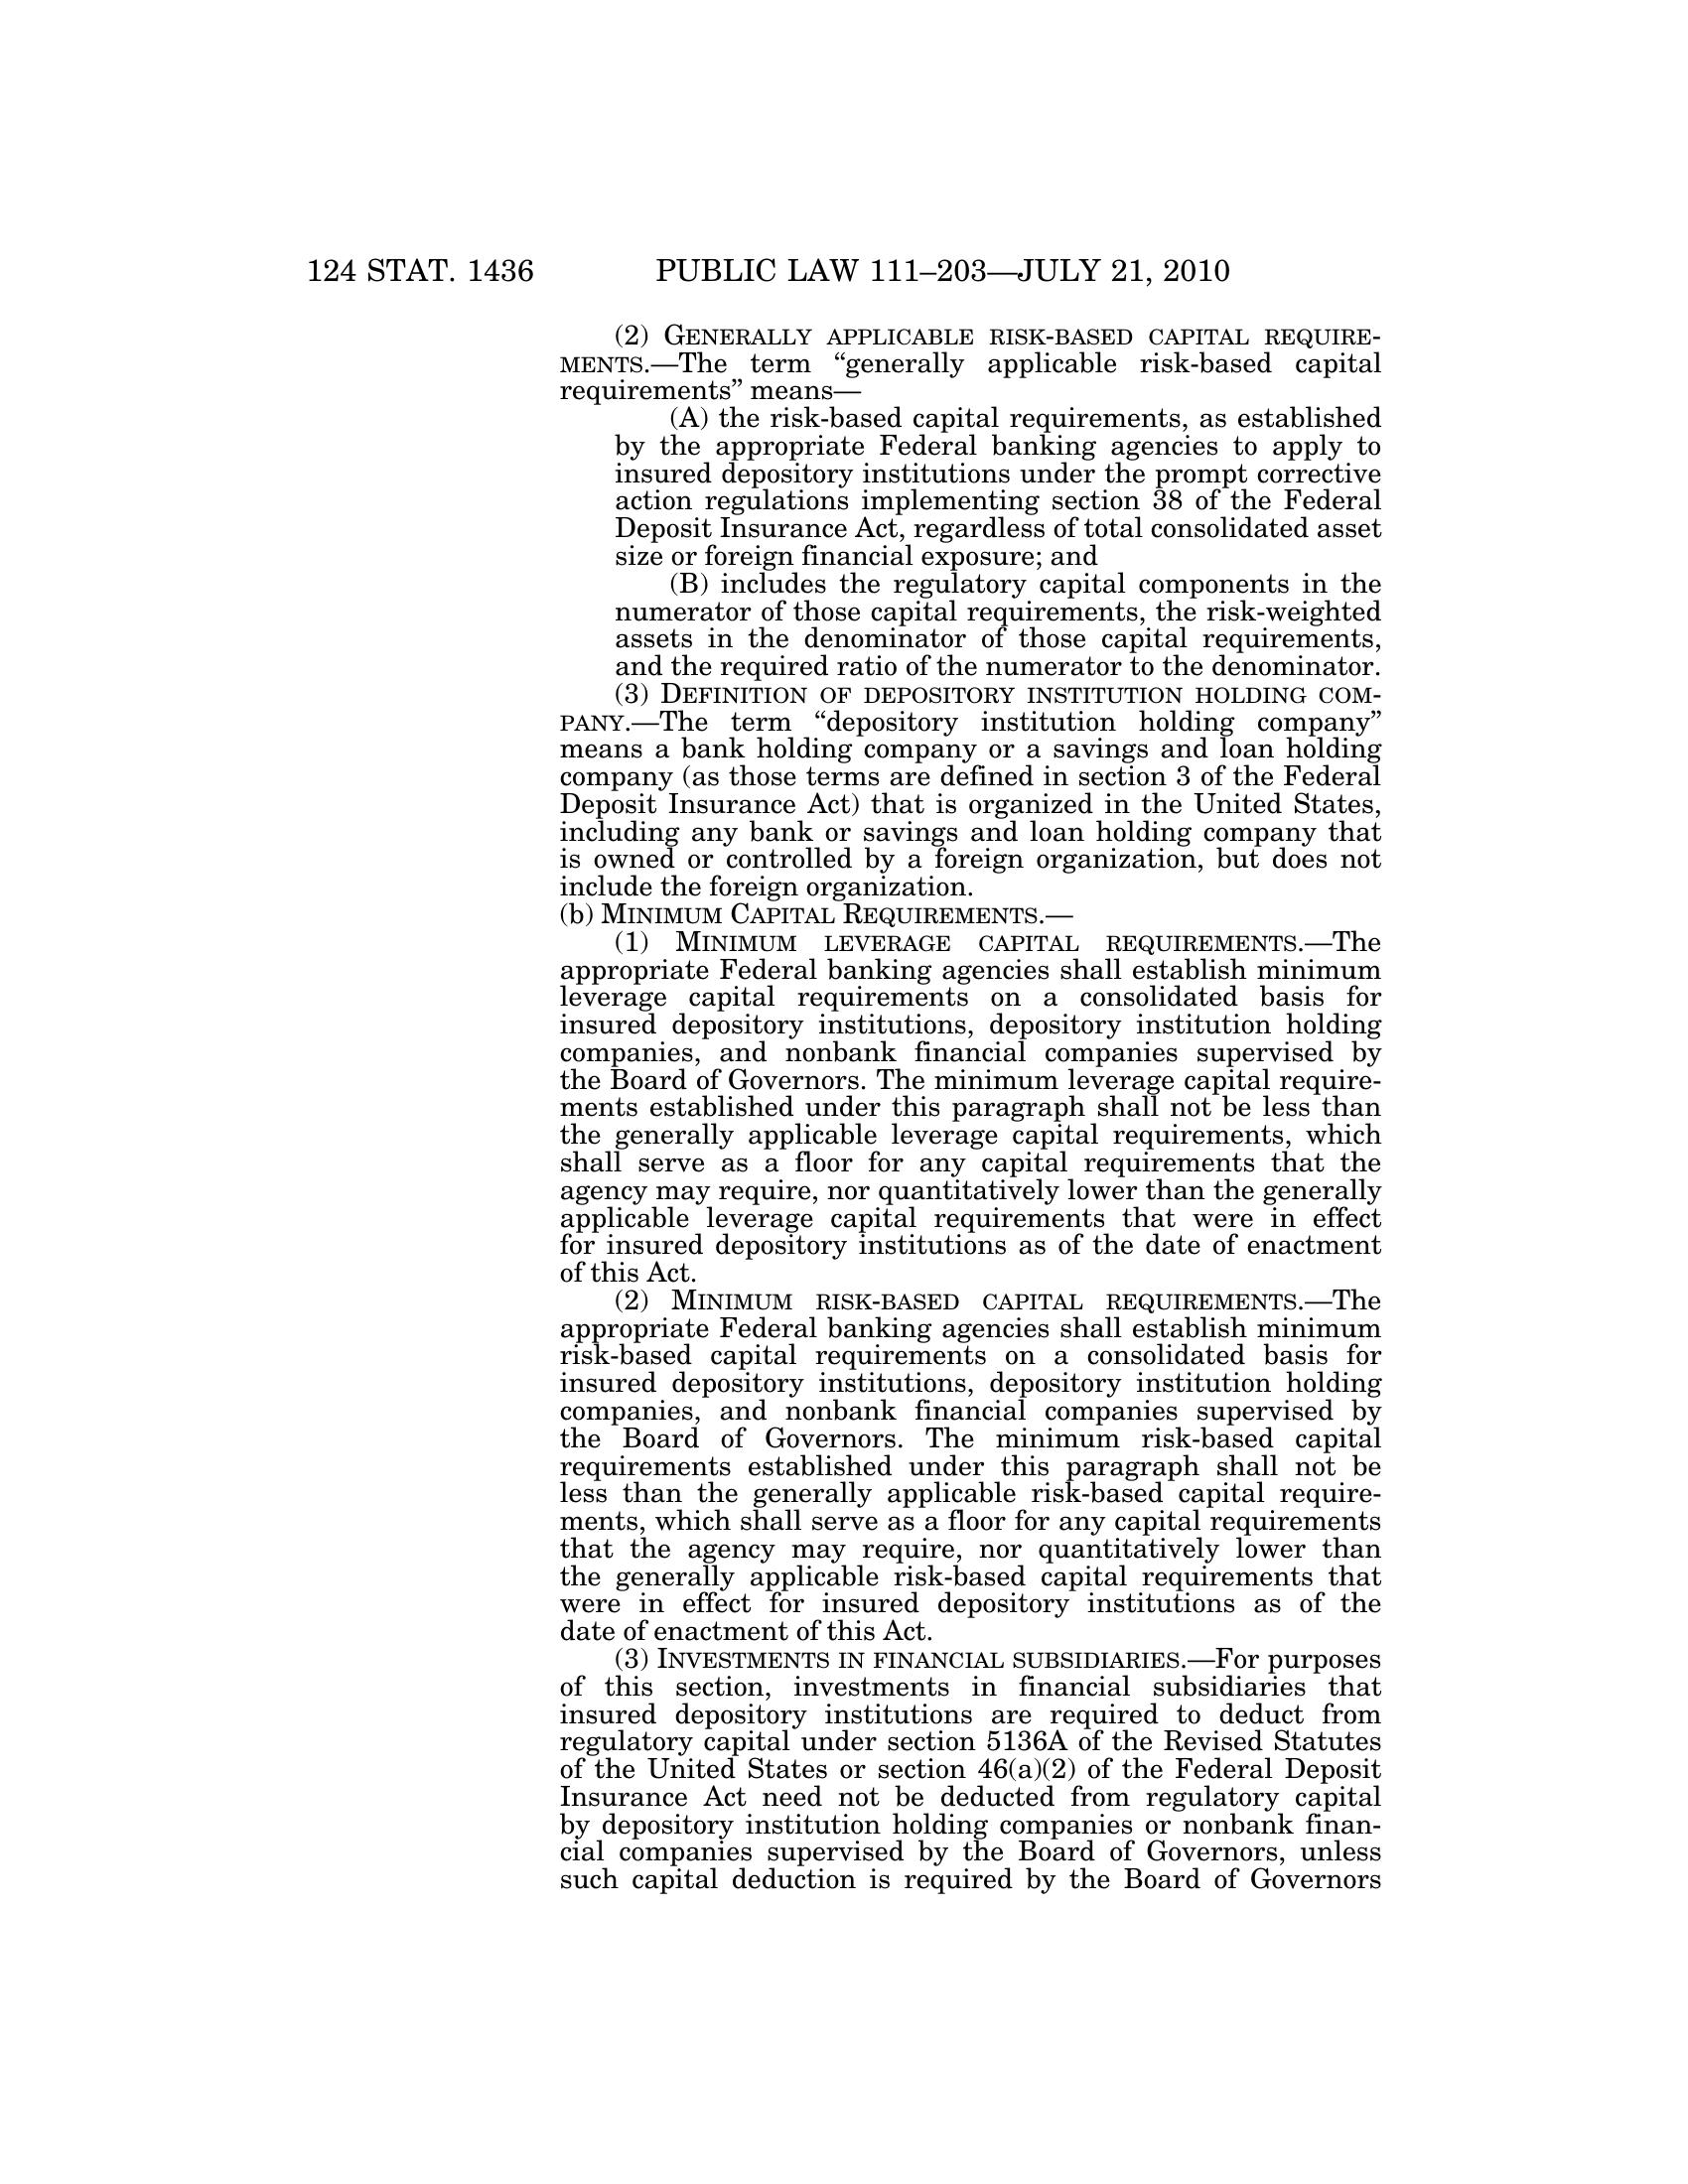 124 STAT. 1436 PUBLIC LAW 111–203—JULY 21, 2010
(2) GENERALLY APPLICABLE RISK-BASED CAPITAL REQUIRE-
MENTS.—The term “generally applicable risk-based capital
requirements” means—
(A) the risk-based capital requirements, as established
by the appropriate Federal banking agencies to apply to
insured depository institutions under the prompt corrective
action regulations implementing section 38 of the Federal
Deposit Insurance Act, regardless of total consolidated asset
size or foreign financial exposure; and
(B) includes the regulatory capital components in the
numerator of those capital requirements, the risk-weighted
assets in the denominator of those capital requirements,
and the required ratio of the numerator to the denominator.
(3) DEFINITION OF DEPOSITORY INSTITUTION HOLDING COM-
PANY.—The term “depository institution holding company”
means a bank holding company or a savings and loan holding
company (as those terms are defined in section 3 of the Federal
Deposit Insurance Act) that is organized in the United States,
including any bank or savings and loan holding company that
is owned or controlled by a foreign organization, but does not
include the foreign organization.
(b) MINIMUM CAPITAL REQUIREMENTS.—
(1) MINIMUM LEVERAGE CAPITAL REQUIREMENTS.—The
appropriate Federal banking agencies shall establish minimum
leverage capital requirements on a consolidated basis for
insured depository institutions, depository institution holding
companies, and nonbank financial companies supervised by
the Board of Governors. The minimum leverage capital require-
ments established under this paragraph shall not be less than
the generally applicable leverage capital requirements, which
shall serve as a floor for any capital requirements that the
agency may require, nor quantitatively lower than the generally
applicable leverage capital requirements that were in effect
for insured depository institutions as of the date of enactment
of this Act.
(2) MINIMUM RISK-BASED CAPITAL REQUIREMENTS.—The
appropriate Federal banking agencies shall establish minimum
risk-based capital requirements on a consolidated basis for
insured depository institutions, depository institution holding
companies, and nonbank financial companies supervised by
the Board of Governors. The minimum risk-based capital
requirements established under this paragraph shall not be
less than the generally applicable risk-based capital require-
ments, which shall serve as a floor for any capital requirements
that the agency may require, nor quantitatively lower than
the generally applicable risk-based capital requirements that
were in effect for insured depository institutions as of the
date of enactment of this Act.
(3) INVESTMENTS IN FINANCIAL SUBSIDIARIES.—For purposes
of this section, investments in financial subsidiaries that
insured depository institutions are required to deduct from
regulatory capital under section 5136A of the Revised Statutes
of the United States or section 46(a)(2) of the Federal Deposit
Insurance Act need not be deducted from regulatory capital
by depository institution holding companies or nonbank finan-
cial companies supervised by the Board of Governors, unless
such capital deduction is required by the Board of Governors